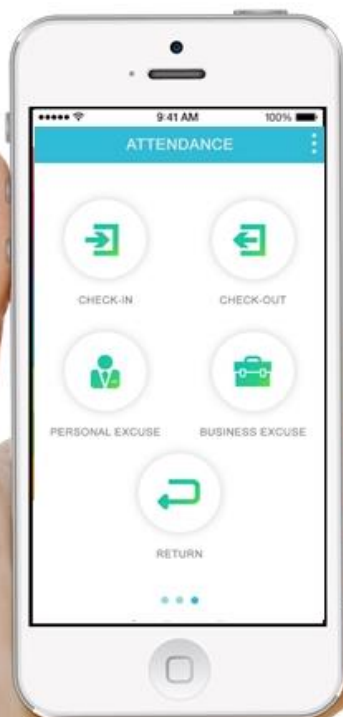 9:41 AM
100%
ATTENDANCE
CHECK-IN
CHECK-OUT
PERSONAL EXCUSE
BUSINESS EXCUSE
RETURN